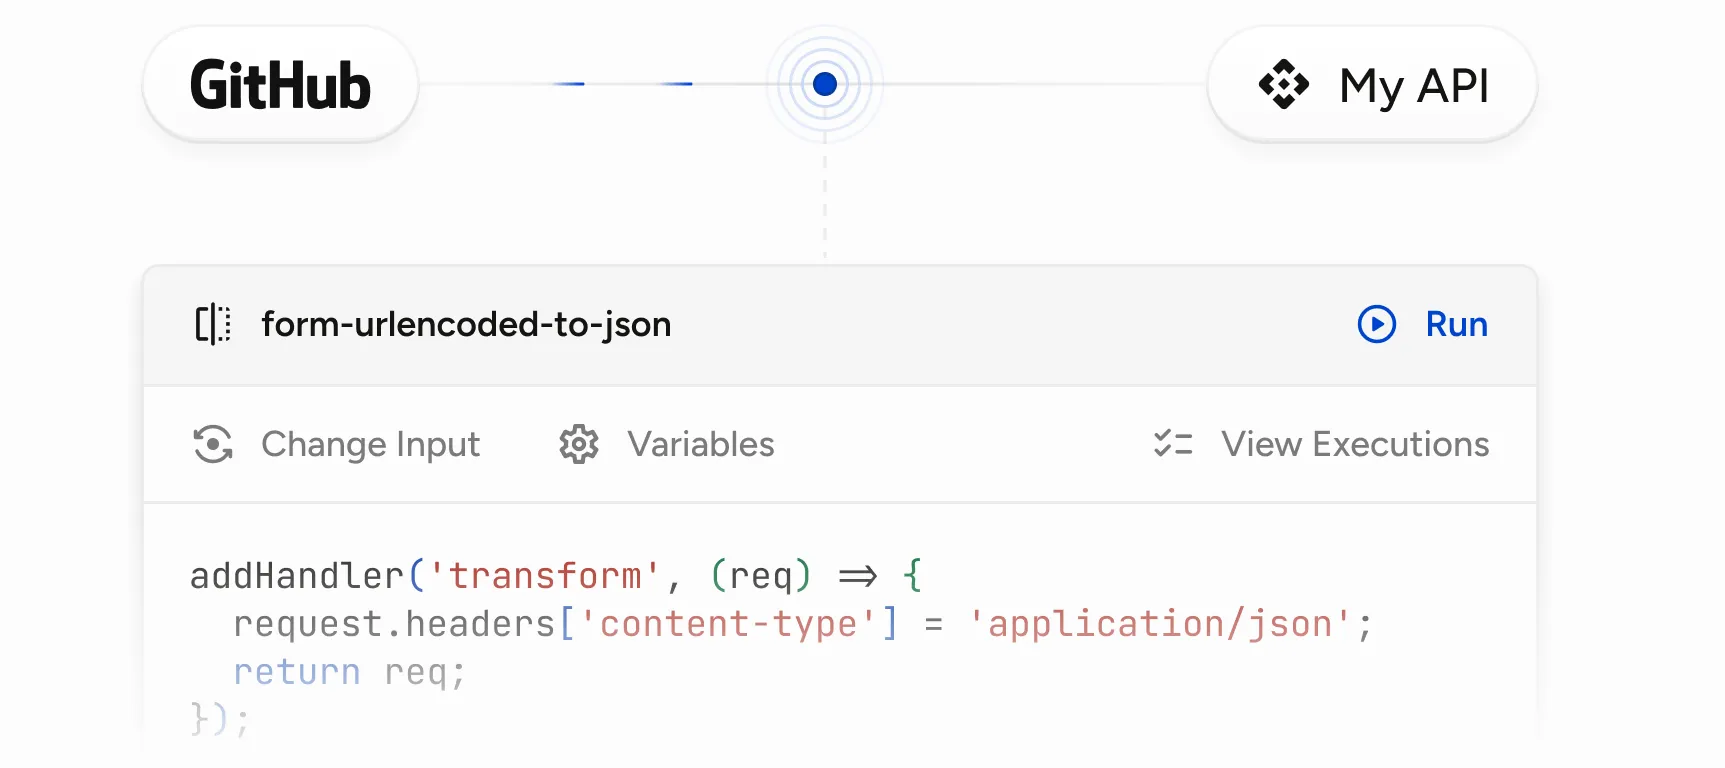 GitHub
My API
form-urlencoded-to-json
Run
Change Input
Variables
View Executions
addHandler('transform', (req) => {
  request.headers['content-type'] = 'application/json';
  return req;
});